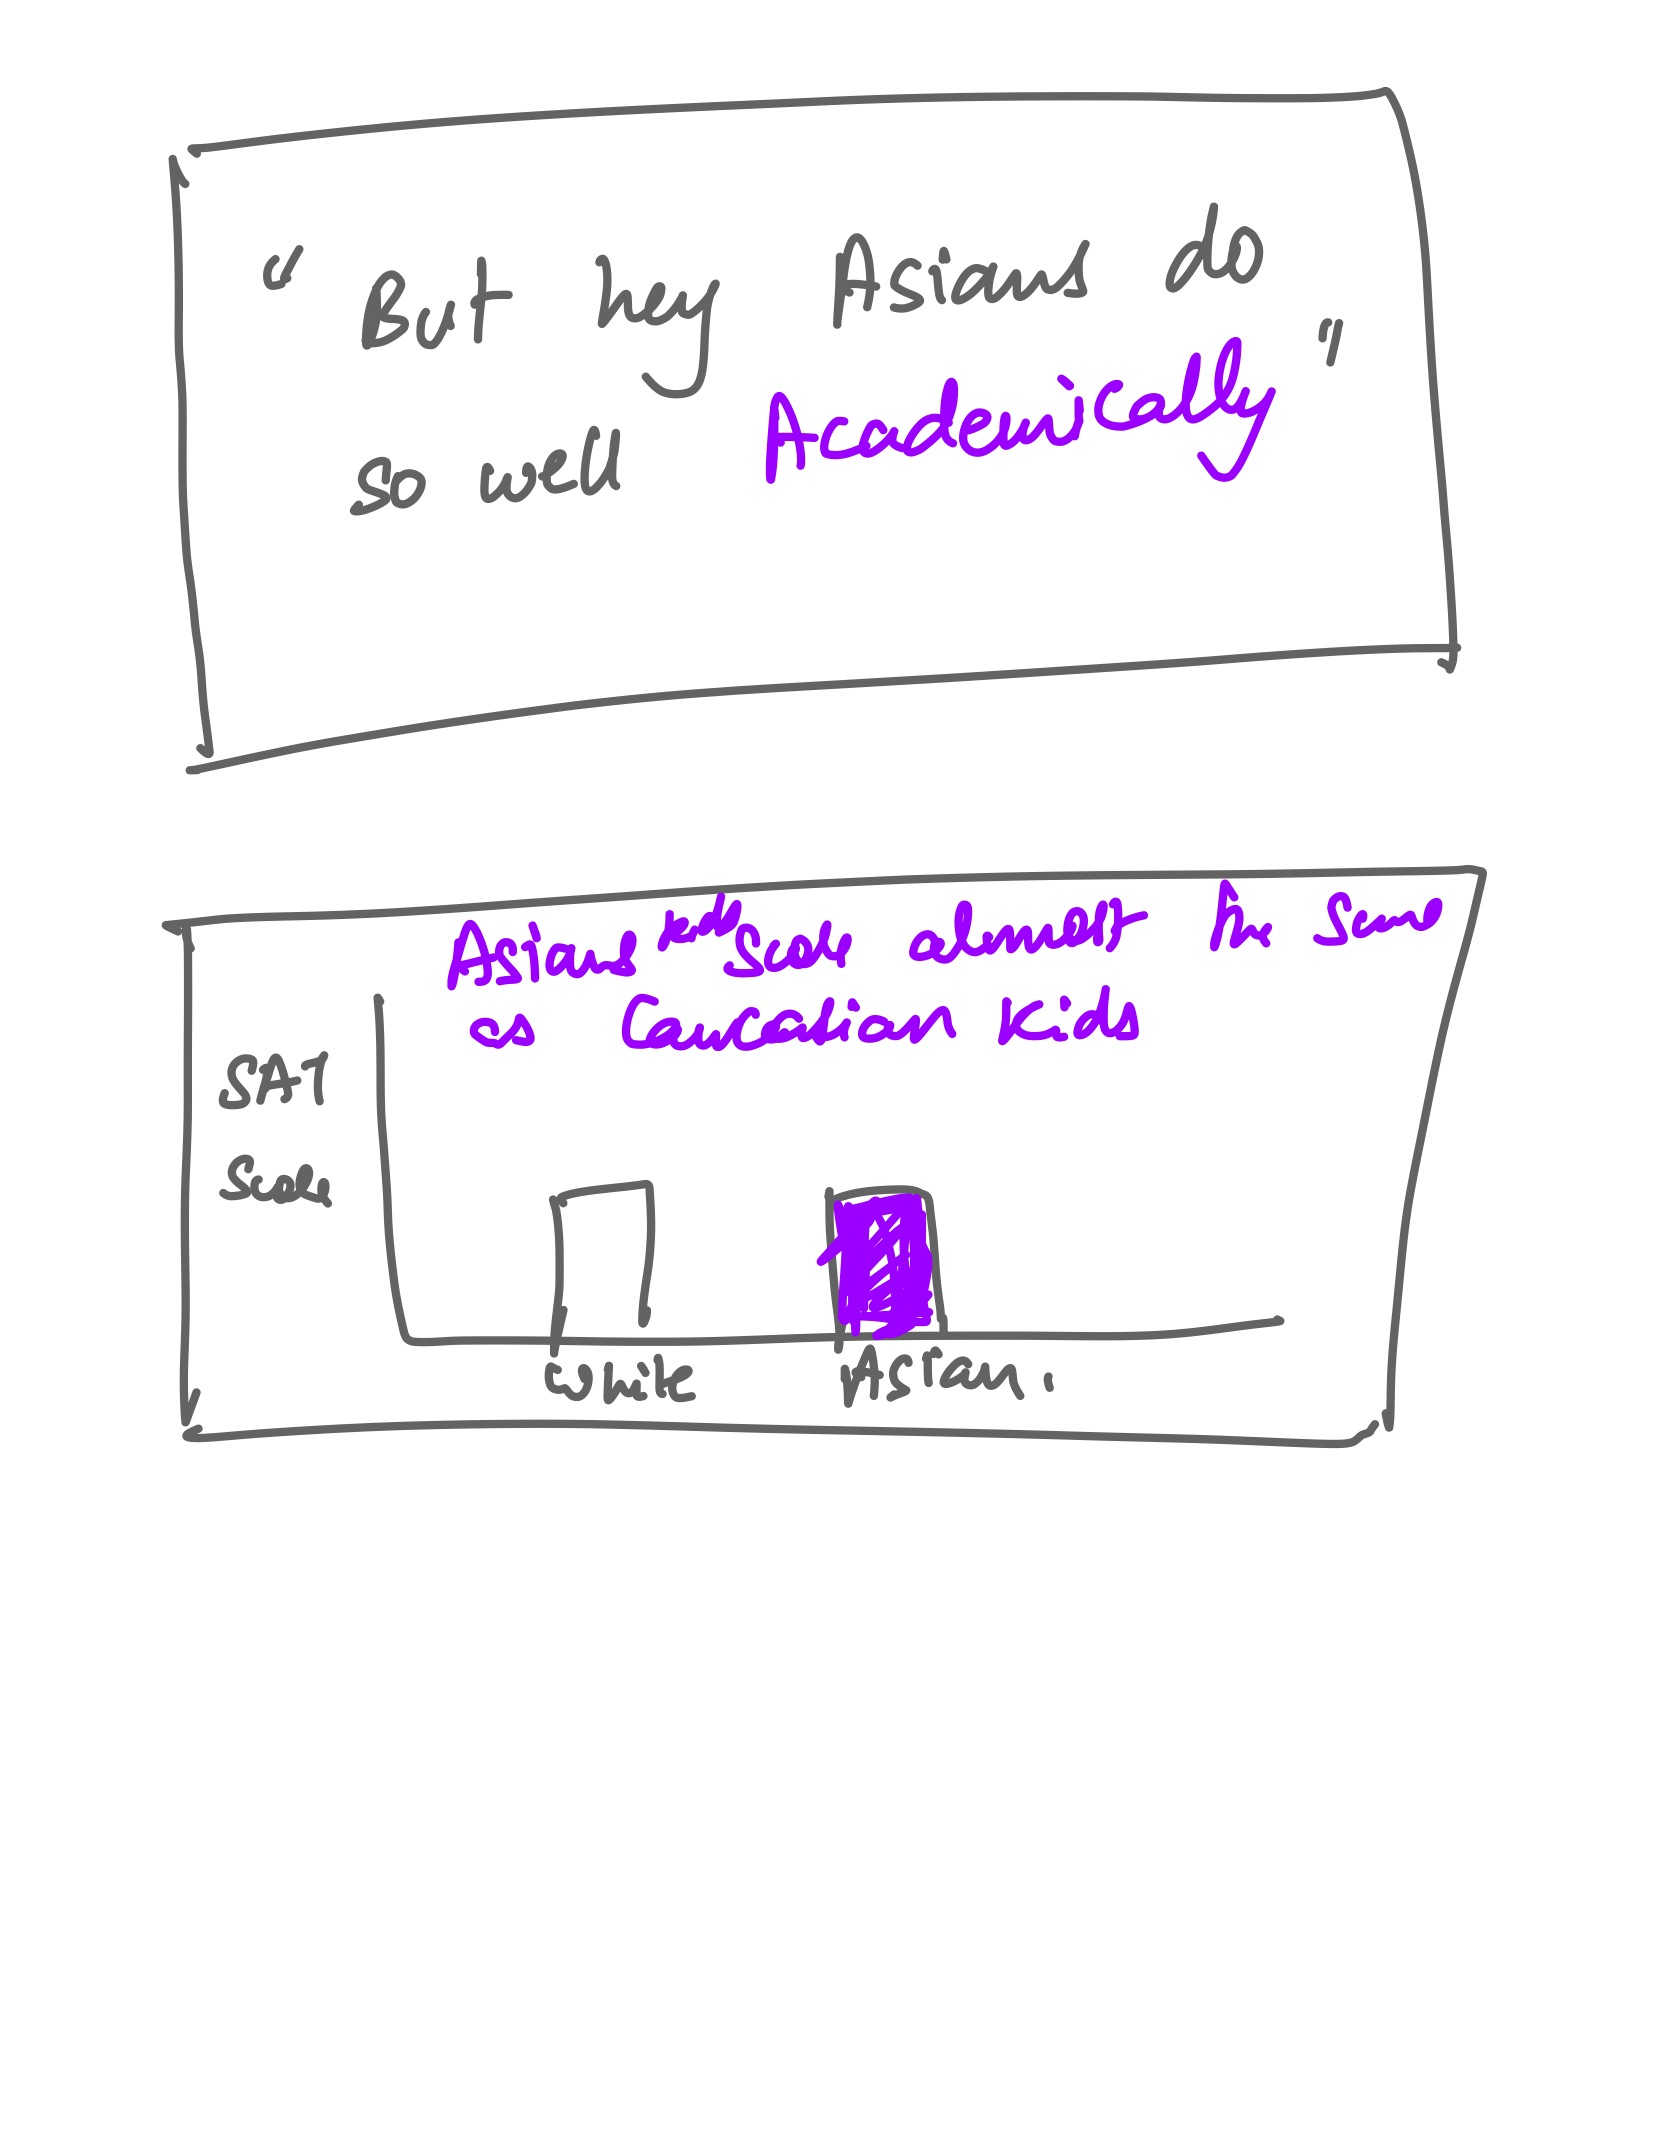 “ But hey Asians do
so well Academically ”
Asians kids Score almost the same
as Caucasian Kids
SAT
Score
White
Asian.